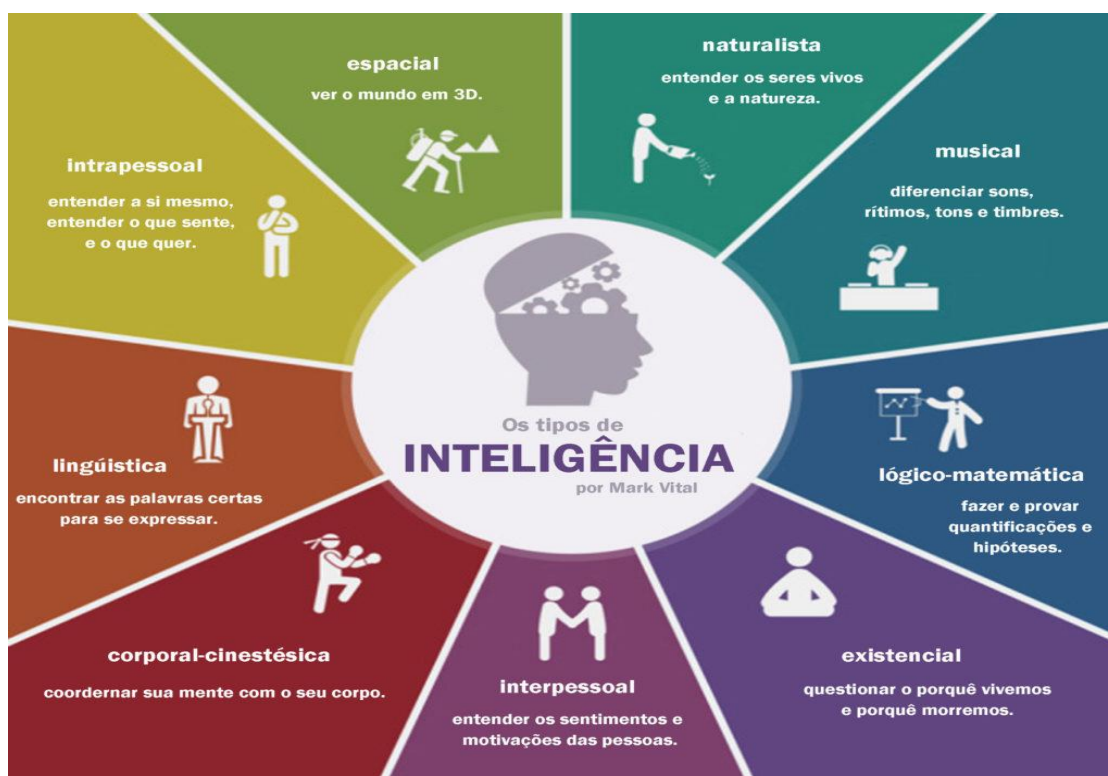 espacial
ver o mundo em 3D.
naturalista
entender os seres vivos
e a natureza.
musical
diferenciar sons,
rítimos, tons e timbres.
lógico-matemática
fazer e provar
quantificações e
hipóteses.
existencial
questionar o porquê vivemos
e porquê morremos.
interpessoal
entender os sentimentos e
motivações das pessoas.
corporal-cinestésica
coordernar sua mente com o seu corpo.
lingúistica
encontrar as palavras certas
para se expressar.
intrapessoal
entender a si mesmo,
entender o que sente,
e o que quer.
Os tipos de
INTELIGÊNCIA
por Mark Vital